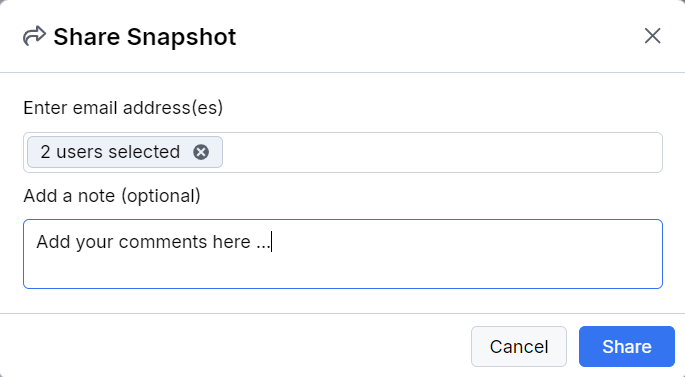 Share Snapshot
Enter email address(es)
2 users selected
Add a note (optional)
Add your comments here ...
Cancel
Share